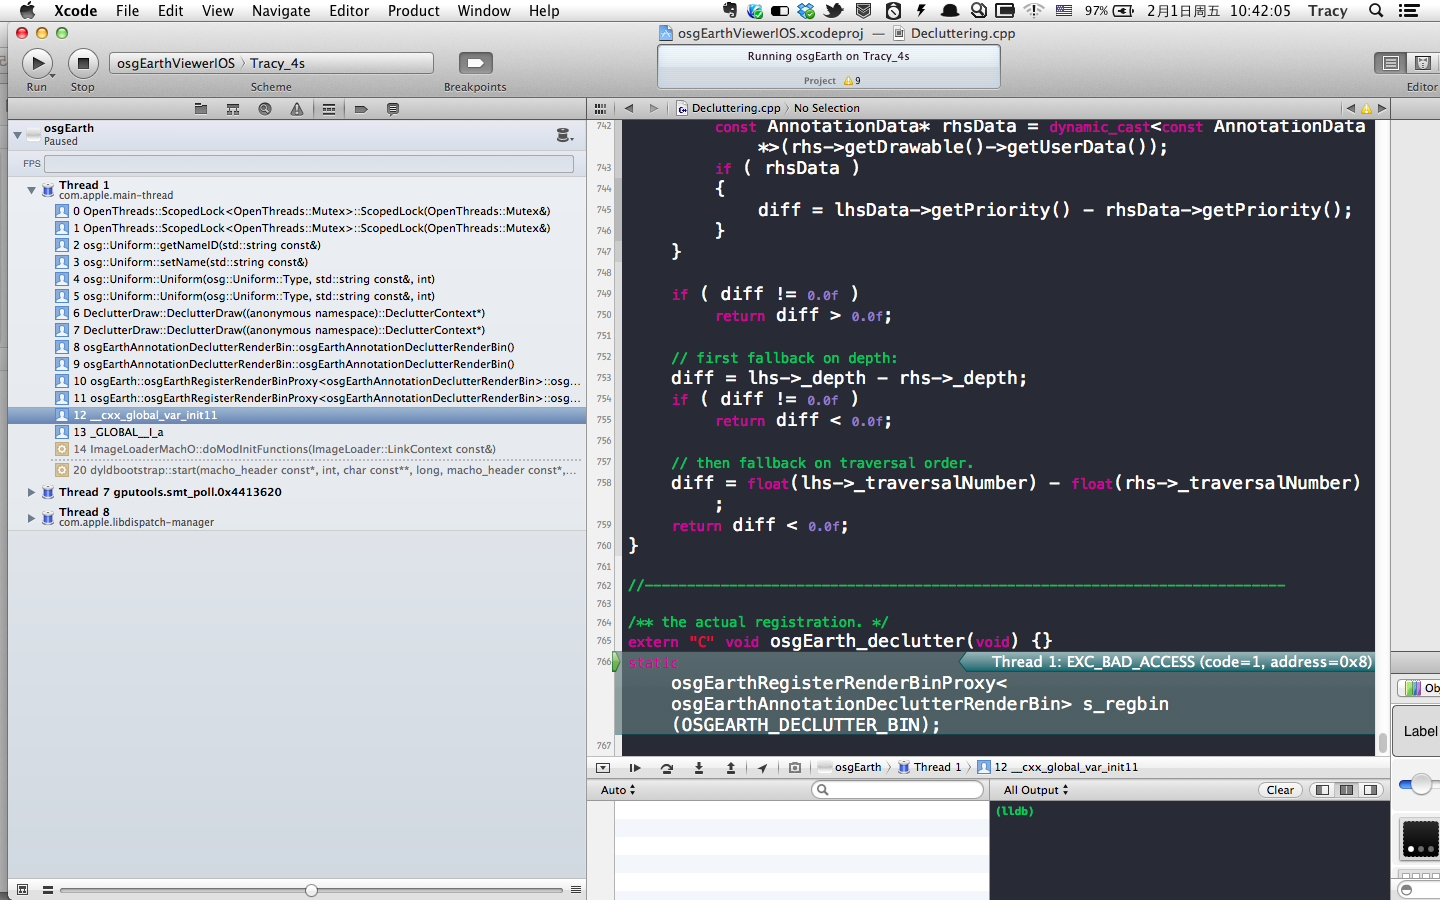 Xcode File Edit View Navigate Editor Product Window Help 97% 2月1日周五 10:42:05 Tracy
osgEarthViewerIOS.xcodeproj — Decluttering.cpp
osgEarthViewerIOS 〉 Tracy_4s
Running osgEarth on Tracy_4s
Project 9
Run Stop Scheme Breakpoints Editor
osgEarth
Paused
FPS
Thread 1
com.apple.main-thread
0 OpenThreads::ScopedLock<OpenThreads::Mutex>::ScopedLock(OpenThreads::Mutex&)
1 OpenThreads::ScopedLock<OpenThreads::Mutex>::ScopedLock(OpenThreads::Mutex&)
2 osg::Uniform::getNameID(std::string const&)
3 osg::Uniform::setName(std::string const&)
4 osg::Uniform::Uniform(osg::Uniform::Type, std::string const&, int)
5 osg::Uniform::Uniform(osg::Uniform::Type, std::string const&, int)
6 DeclutterDraw::DeclutterDraw((anonymous namespace)::DeclutterContext*)
7 DeclutterDraw::DeclutterDraw((anonymous namespace)::DeclutterContext*)
8 osgEarthAnnotationDeclutterRenderBin::osgEarthAnnotationDeclutterRenderBin()
9 osgEarthAnnotationDeclutterRenderBin::osgEarthAnnotationDeclutterRenderBin()
10 osgEarth::osgEarthRegisterRenderBinProxy<osgEarthAnnotationDeclutterRenderBin>::osg...
11 osgEarth::osgEarthRegisterRenderBinProxy<osgEarthAnnotationDeclutterRenderBin>::osg...
12 __cxx_global_var_init11
13 _GLOBAL__I_a
14 ImageLoaderMachO::doModInitFunctions(ImageLoader::LinkContext const&)
20 dyldbootstrap::start(macho_header const*, int, char const**, long, macho_header const*,...
Thread 7 gputools.smt_poll.0x4413620
Thread 8
com.apple.libdispatch-manager
Decluttering.cpp 〉 No Selection
742 const AnnotationData* rhsData = dynamic_cast<const AnnotationData
*>(rhs->getDrawable()->getUserData());
743 if ( rhsData )
744 {
745 diff = lhsData->getPriority() - rhsData->getPriority();
746 }
747 }
748
749 if ( diff != 0.0f )
750 return diff > 0.0f;
751
752 // first fallback on depth:
753 diff = lhs->_depth - rhs->_depth;
754 if ( diff != 0.0f )
755 return diff < 0.0f;
756
757 // then fallback on traversal order.
758 diff = float(lhs->_traversalNumber) - float(rhs->_traversalNumber)
;
759 return diff < 0.0f;
760 }
761
762 //---------------------------------------------------------------------------
763
764 /** the actual registration. */
765 extern "C" void osgEarth_declutter(void) {}
766 static Thread 1: EXC_BAD_ACCESS (code=1, address=0x8)
osgEarthRegisterRenderBinProxy<
osgEarthAnnotationDeclutterRenderBin> s_regbin
(OSGEARTH_DECLUTTER_BIN);
767
osgEarth 〉 Thread 1 〉 12 __cxx_global_var_init11
Auto All Output Clear
(lldb)
Ob
Label